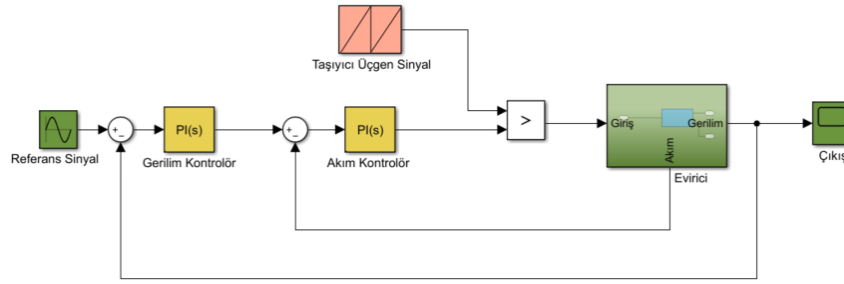 Taşıyıcı Üçgen Sinyal
Referans Sinyal
+
−
PI(s)
Gerilim Kontrolör
+
−
PI(s)
Akım Kontrolör
>
Giriş
Gerilim
Akım
Evirici
Çıkış